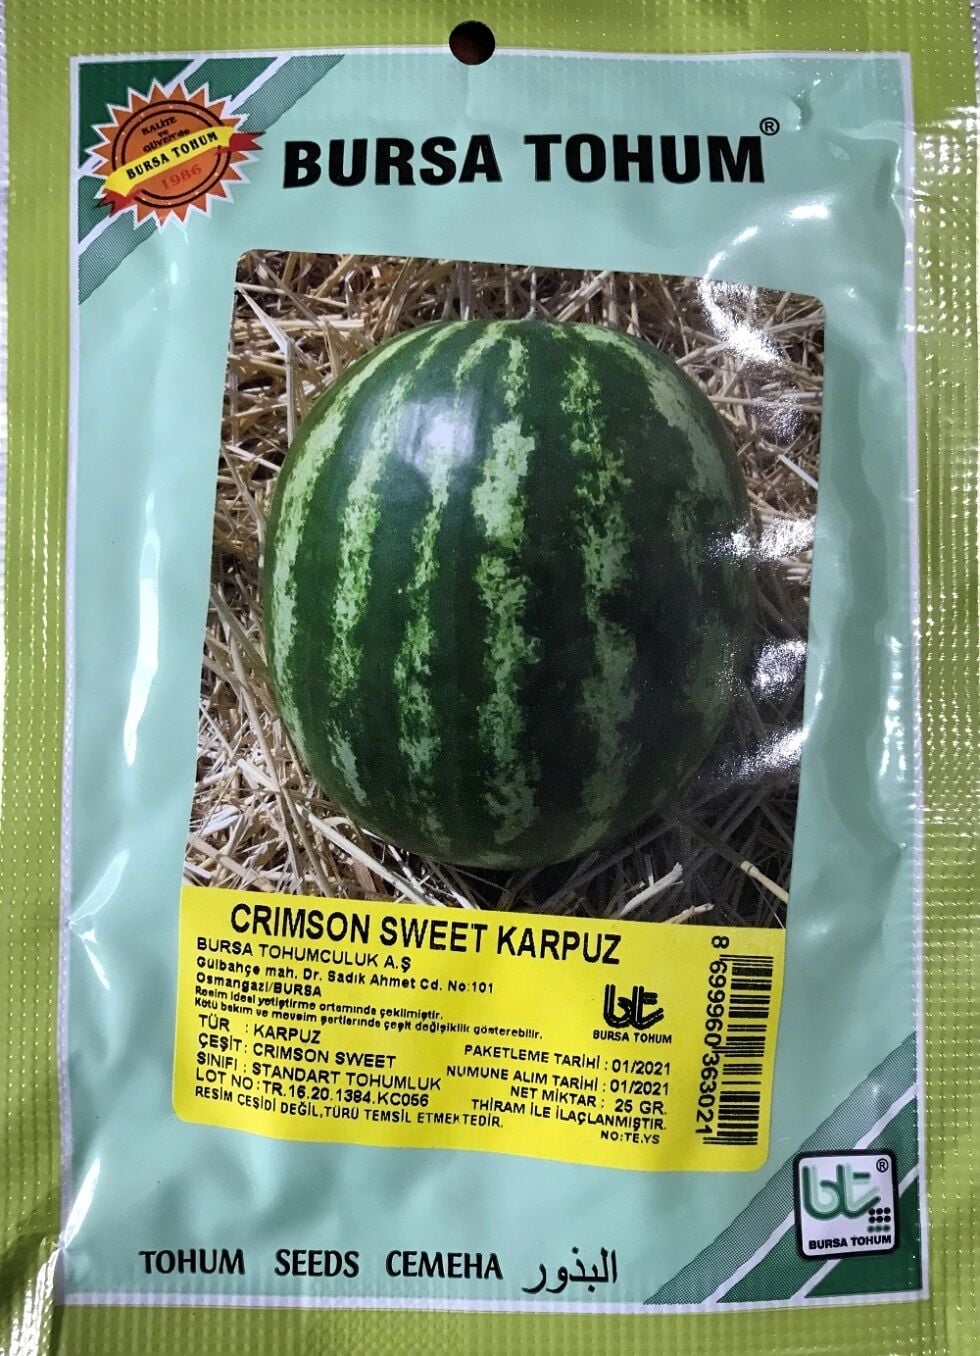 KALİTE
ve
GÜVEN'de
BURSA TOHUM
1986
BURSA TOHUM®
CRIMSON SWEET KARPUZ
BURSA TOHUMCULUK A.Ş
Gülbahçe mah. Dr. Sadık Ahmet Cd. No:101
Osmangazi/BURSA
Resim ideal yetiştirme ortamında çekilmiştir.
Kötü bakım ve mevsim şartlarında çeşit değişiklik gösterebilir.
TÜR : KARPUZ
ÇEŞİT : CRIMSON SWEET
SINIFI : STANDART TOHUMLUK
LOT NO : TR.16.20.1384.KC056
RESİM ÇEŞİDİ DEĞİL,TÜRÜ TEMSİL ETMEKTEDİR.
blt
BURSA TOHUM
PAKETLEME TARİHİ : 01/2021
NUMUNE ALIM TARİHİ : 01/2021
NET MİKTAR : 25 GR.
THİRAM İLE İLAÇLANMIŞTIR.
NO:TE.YS
8 699960 363021
blt®
BURSA TOHUM
TOHUM SEEDS СЕМЕНА البذور